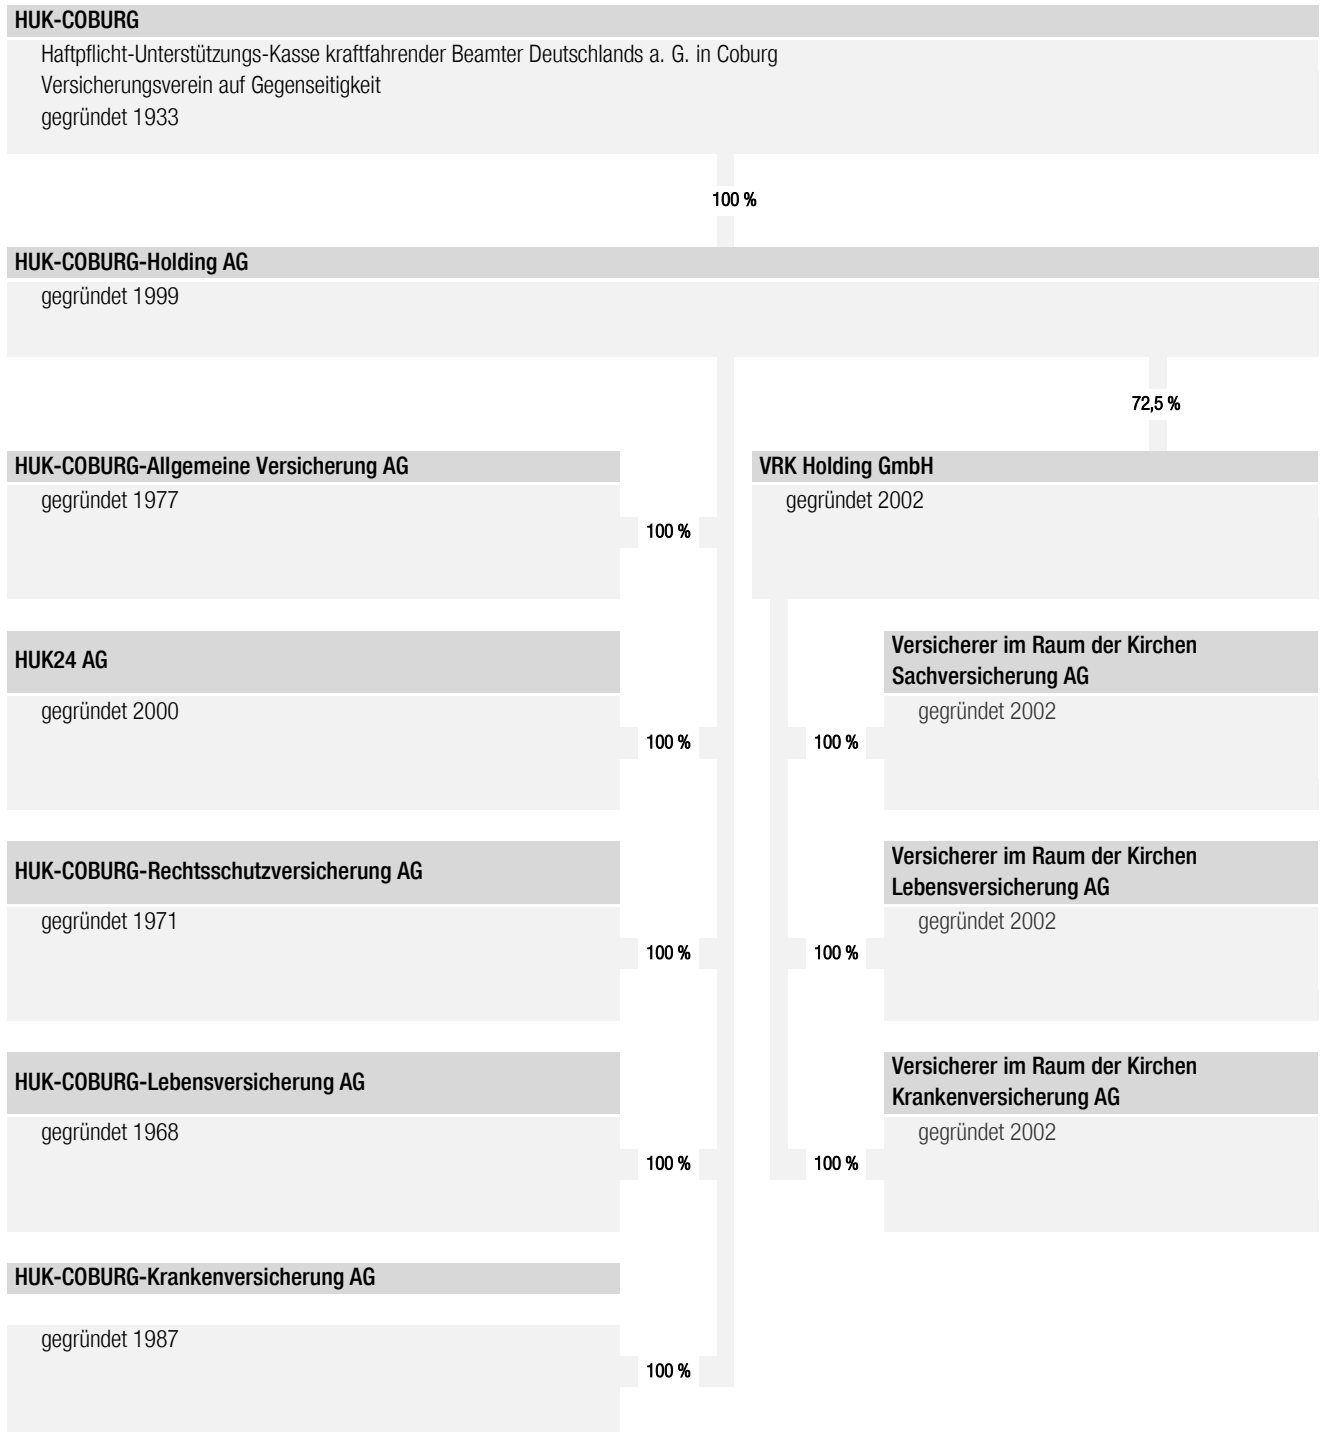 HUK-COBURG
Haftpflicht-Unterstützungs-Kasse kraftfahrender Beamter Deutschlands a. G. in Coburg
Versicherungsverein auf Gegenseitigkeit
gegründet 1933
100 %
HUK-COBURG-Holding AG
gegründet 1999
72,5 %
HUK-COBURG-Allgemeine Versicherung AG
gegründet 1977
100 %
VRK Holding GmbH
gegründet 2002
HUK24 AG
gegründet 2000
100 %
Versicherer im Raum der Kirchen
Sachversicherung AG
gegründet 2002
100 %
HUK-COBURG-Rechtsschutzversicherung AG
gegründet 1971
100 %
Versicherer im Raum der Kirchen
Lebensversicherung AG
gegründet 2002
100 %
HUK-COBURG-Lebensversicherung AG
gegründet 1968
100 %
Versicherer im Raum der Kirchen
Krankenversicherung AG
gegründet 2002
100 %
HUK-COBURG-Krankenversicherung AG
gegründet 1987
100 %